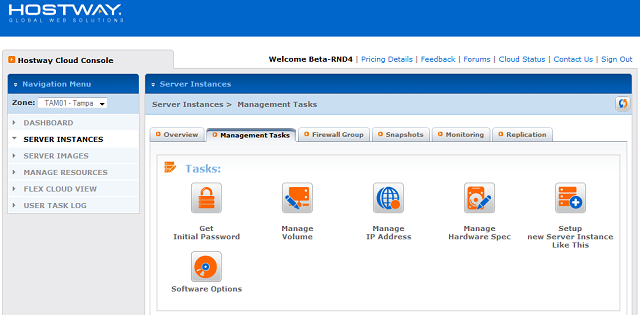 HOSTWAY.
GLOBAL WEB SOLUTIONS
Hostway Cloud Console
Welcome Beta-RND4 | Pricing Details | Feedback | Forums | Cloud Status | Contact Us | Sign Out
Navigation Menu
Zone: TAM01 - Tampa
DASHBOARD
SERVER INSTANCES
SERVER IMAGES
MANAGE RESOURCES
FLEX CLOUD VIEW
USER TASK LOG
Server Instances
Server Instances > Management Tasks
Overview Management Tasks Firewall Group Snapshots Monitoring Replication
Tasks:
Get
Initial Password
Manage
Volume
Manage
IP Address
Manage
Hardware Spec
Setup
new Server Instance
Like This
Software Options